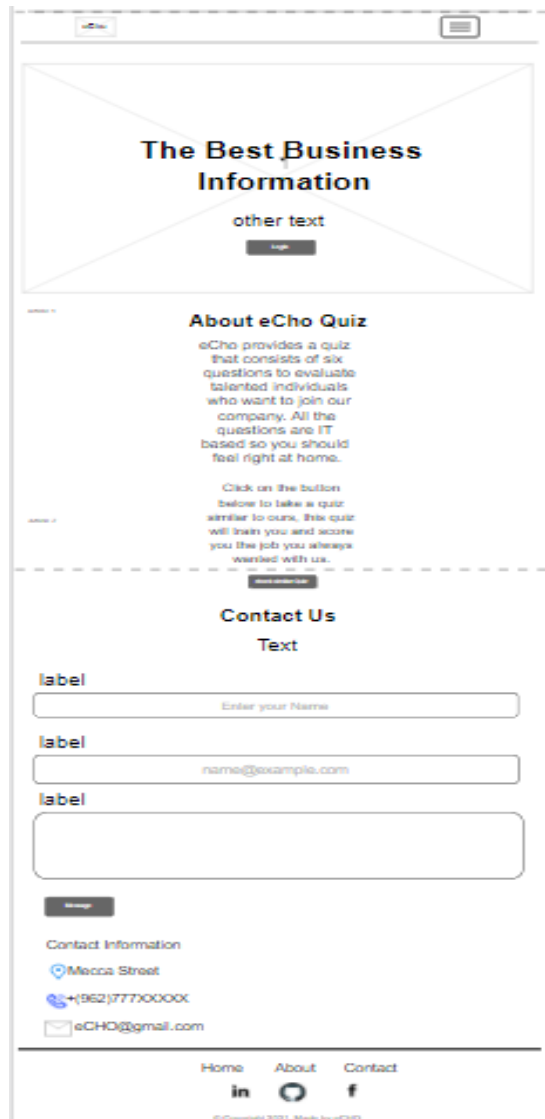 eCho
The Best Business
Information
other text
Login
About eCho Quiz
eCho provides a quiz
that consists of six
questions to evaluate
talented individuals
who want to join our
company. All the
questions are IT
based so you should
feel right at home.
Click on the button
below to take a quiz
similar to ours, this quiz
will train you and score
you the job you always
wanted with us.
Contact Us
Text
label
Enter your Name
label
name@example.com
label
Message
Contact Information
Mecca Street
+(962)777XXXXX
eCHO@gmail.com
Home About Contact
in f